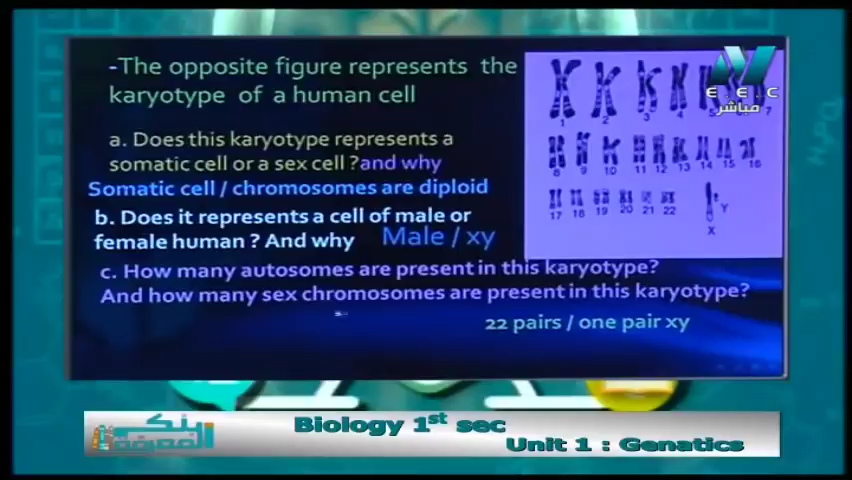 -The opposite figure represents the
karyotype of a human cell
a. Does this karyotype represents a
somatic cell or a sex cell ?and why
Somatic cell / chromosomes are diploid
b. Does it represents a cell of male or
female human ? And why
Male / xy
c. How many autosomes are present in this karyotype?
And how many sex chromosomes are present in this karyotype?
22 pairs / one pair xy
E. E. C
مباشر
1 2 3 4 7
8 9 10 11 12 13 14 15 16
17 18 19 20 21 22
Y
X
H₃PO₄
بنك المعرفة
Biology 1st sec
Unit 1 : Genatics